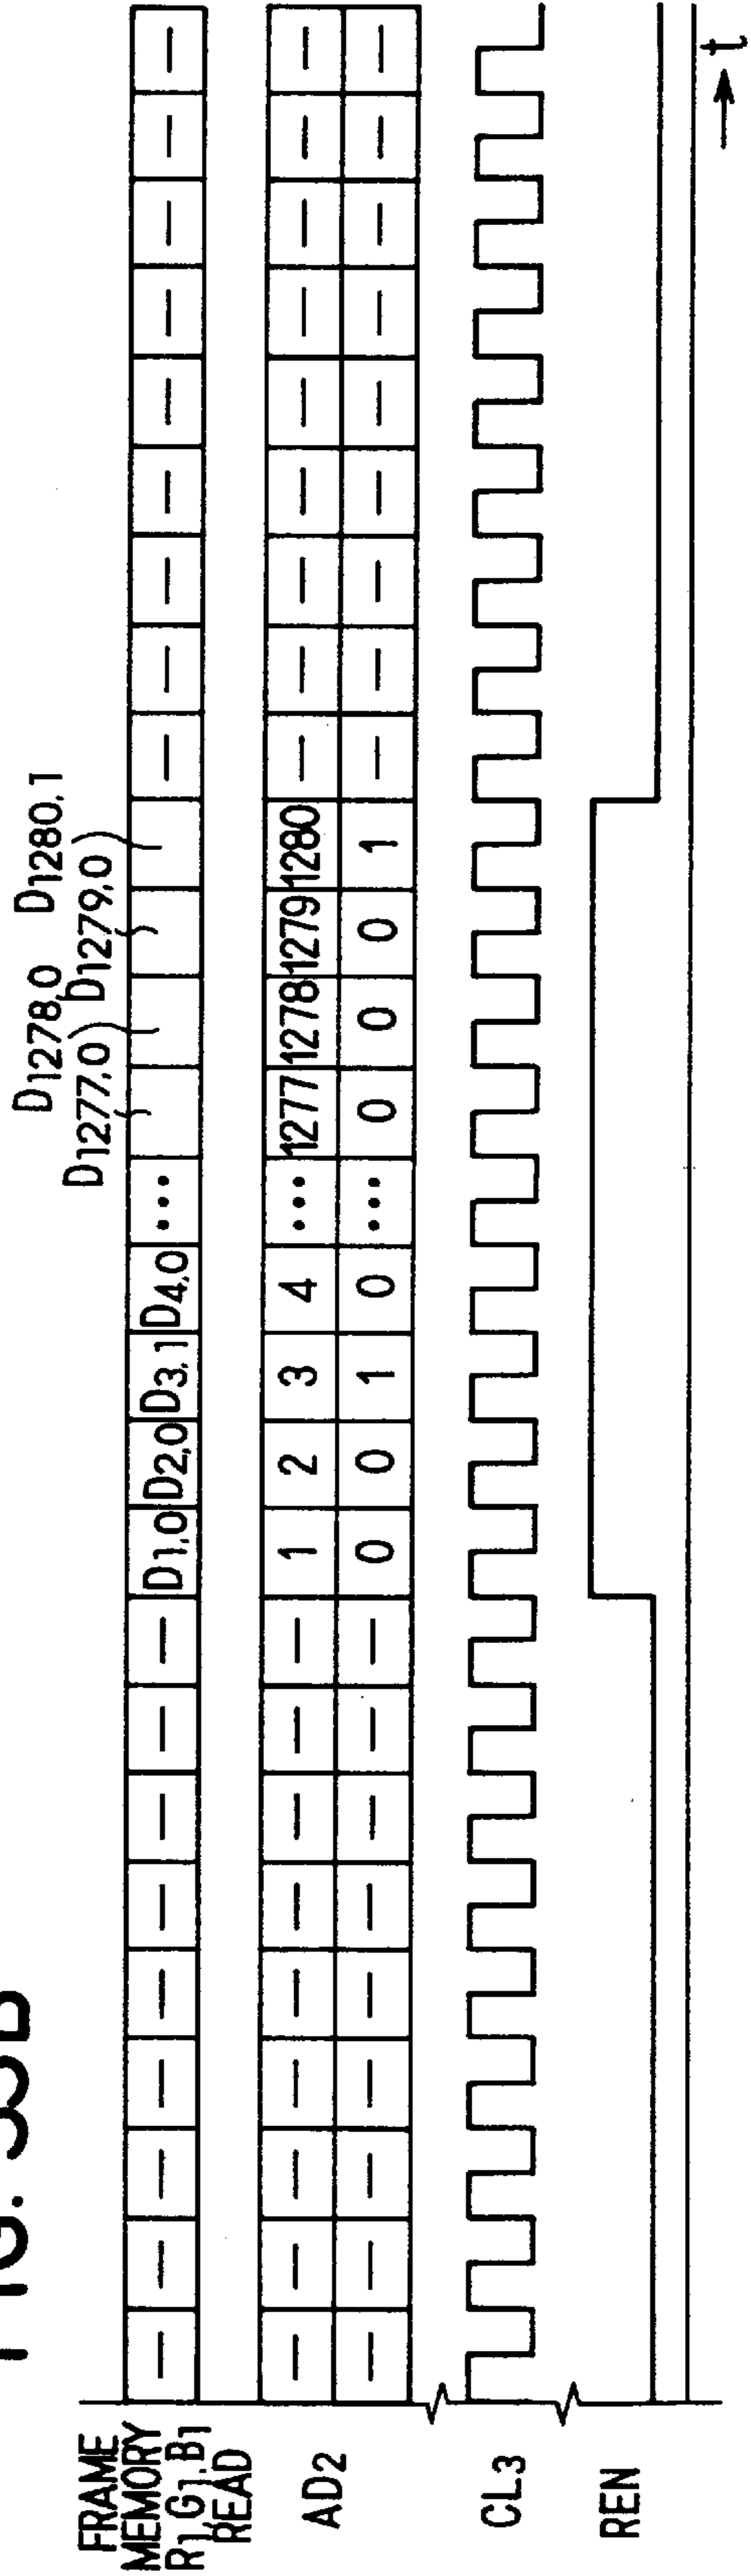 FIG.
D1278,0 D1280,1
D1277,0 D1279,0
FRAME
MEMORY
R1,G1,B1
READ
— — — — — — — — — D1,0 D2,0 D3,1 D4,0 ... — — — — — — — — —
AD2
— — — — — — — — — 1 2 3 4 ... 1277 1278 1279 1280 — — — — — — — — —
— — — — — — — — — 0 0 1 0 ... 0 0 0 1 — — — — — — — — —
CL3
REN
t